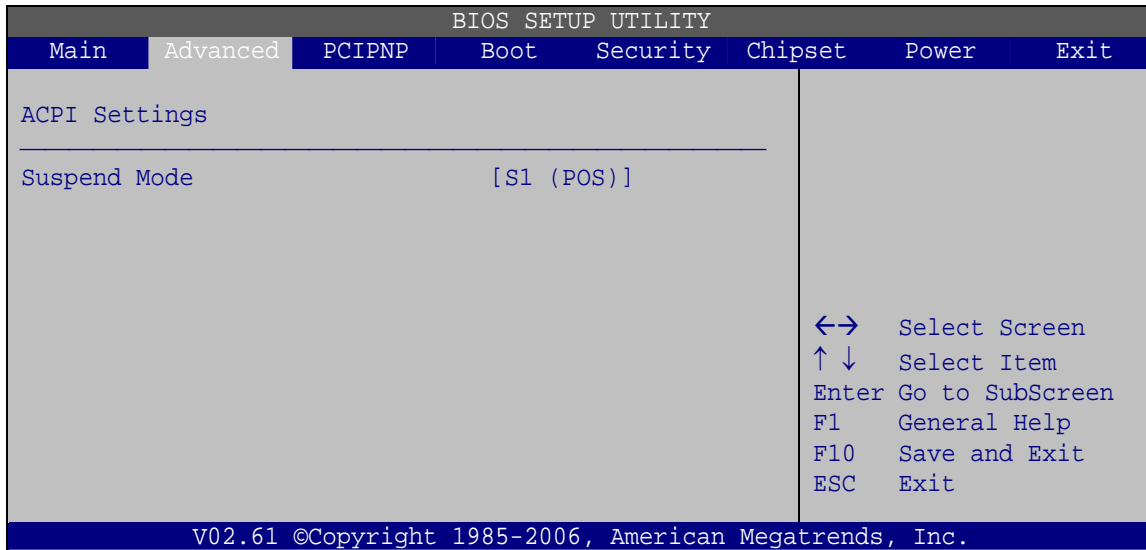 BIOS SETUP UTILITY
Main Advanced PCIPNP Boot Security Chipset Power Exit
ACPI Settings
Suspend Mode [S1 (POS)]
←→ Select Screen
↑ ↓ Select Item
Enter Go to SubScreen
F1 General Help
F10 Save and Exit
ESC Exit
V02.61 ©Copyright 1985-2006, American Megatrends, Inc.